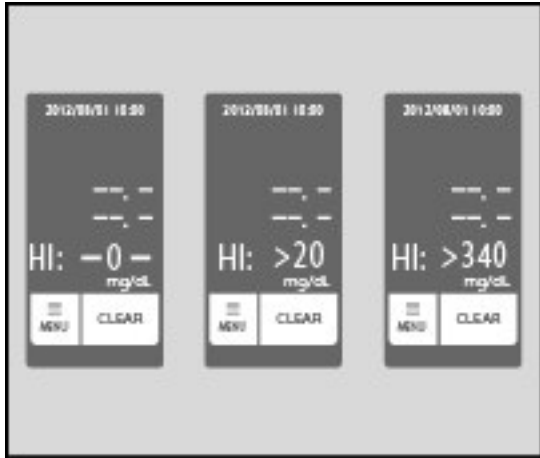 2012/08/01 10:00
--. -
--. -
HI: -0-
mg/dL
MENU
CLEAR
2012/08/01 10:00
--. -
--. -
HI: >20
mg/dL
MENU
CLEAR
2012/08/01 10:00
--. -
--. -
HI: >340
mg/dL
MENU
CLEAR